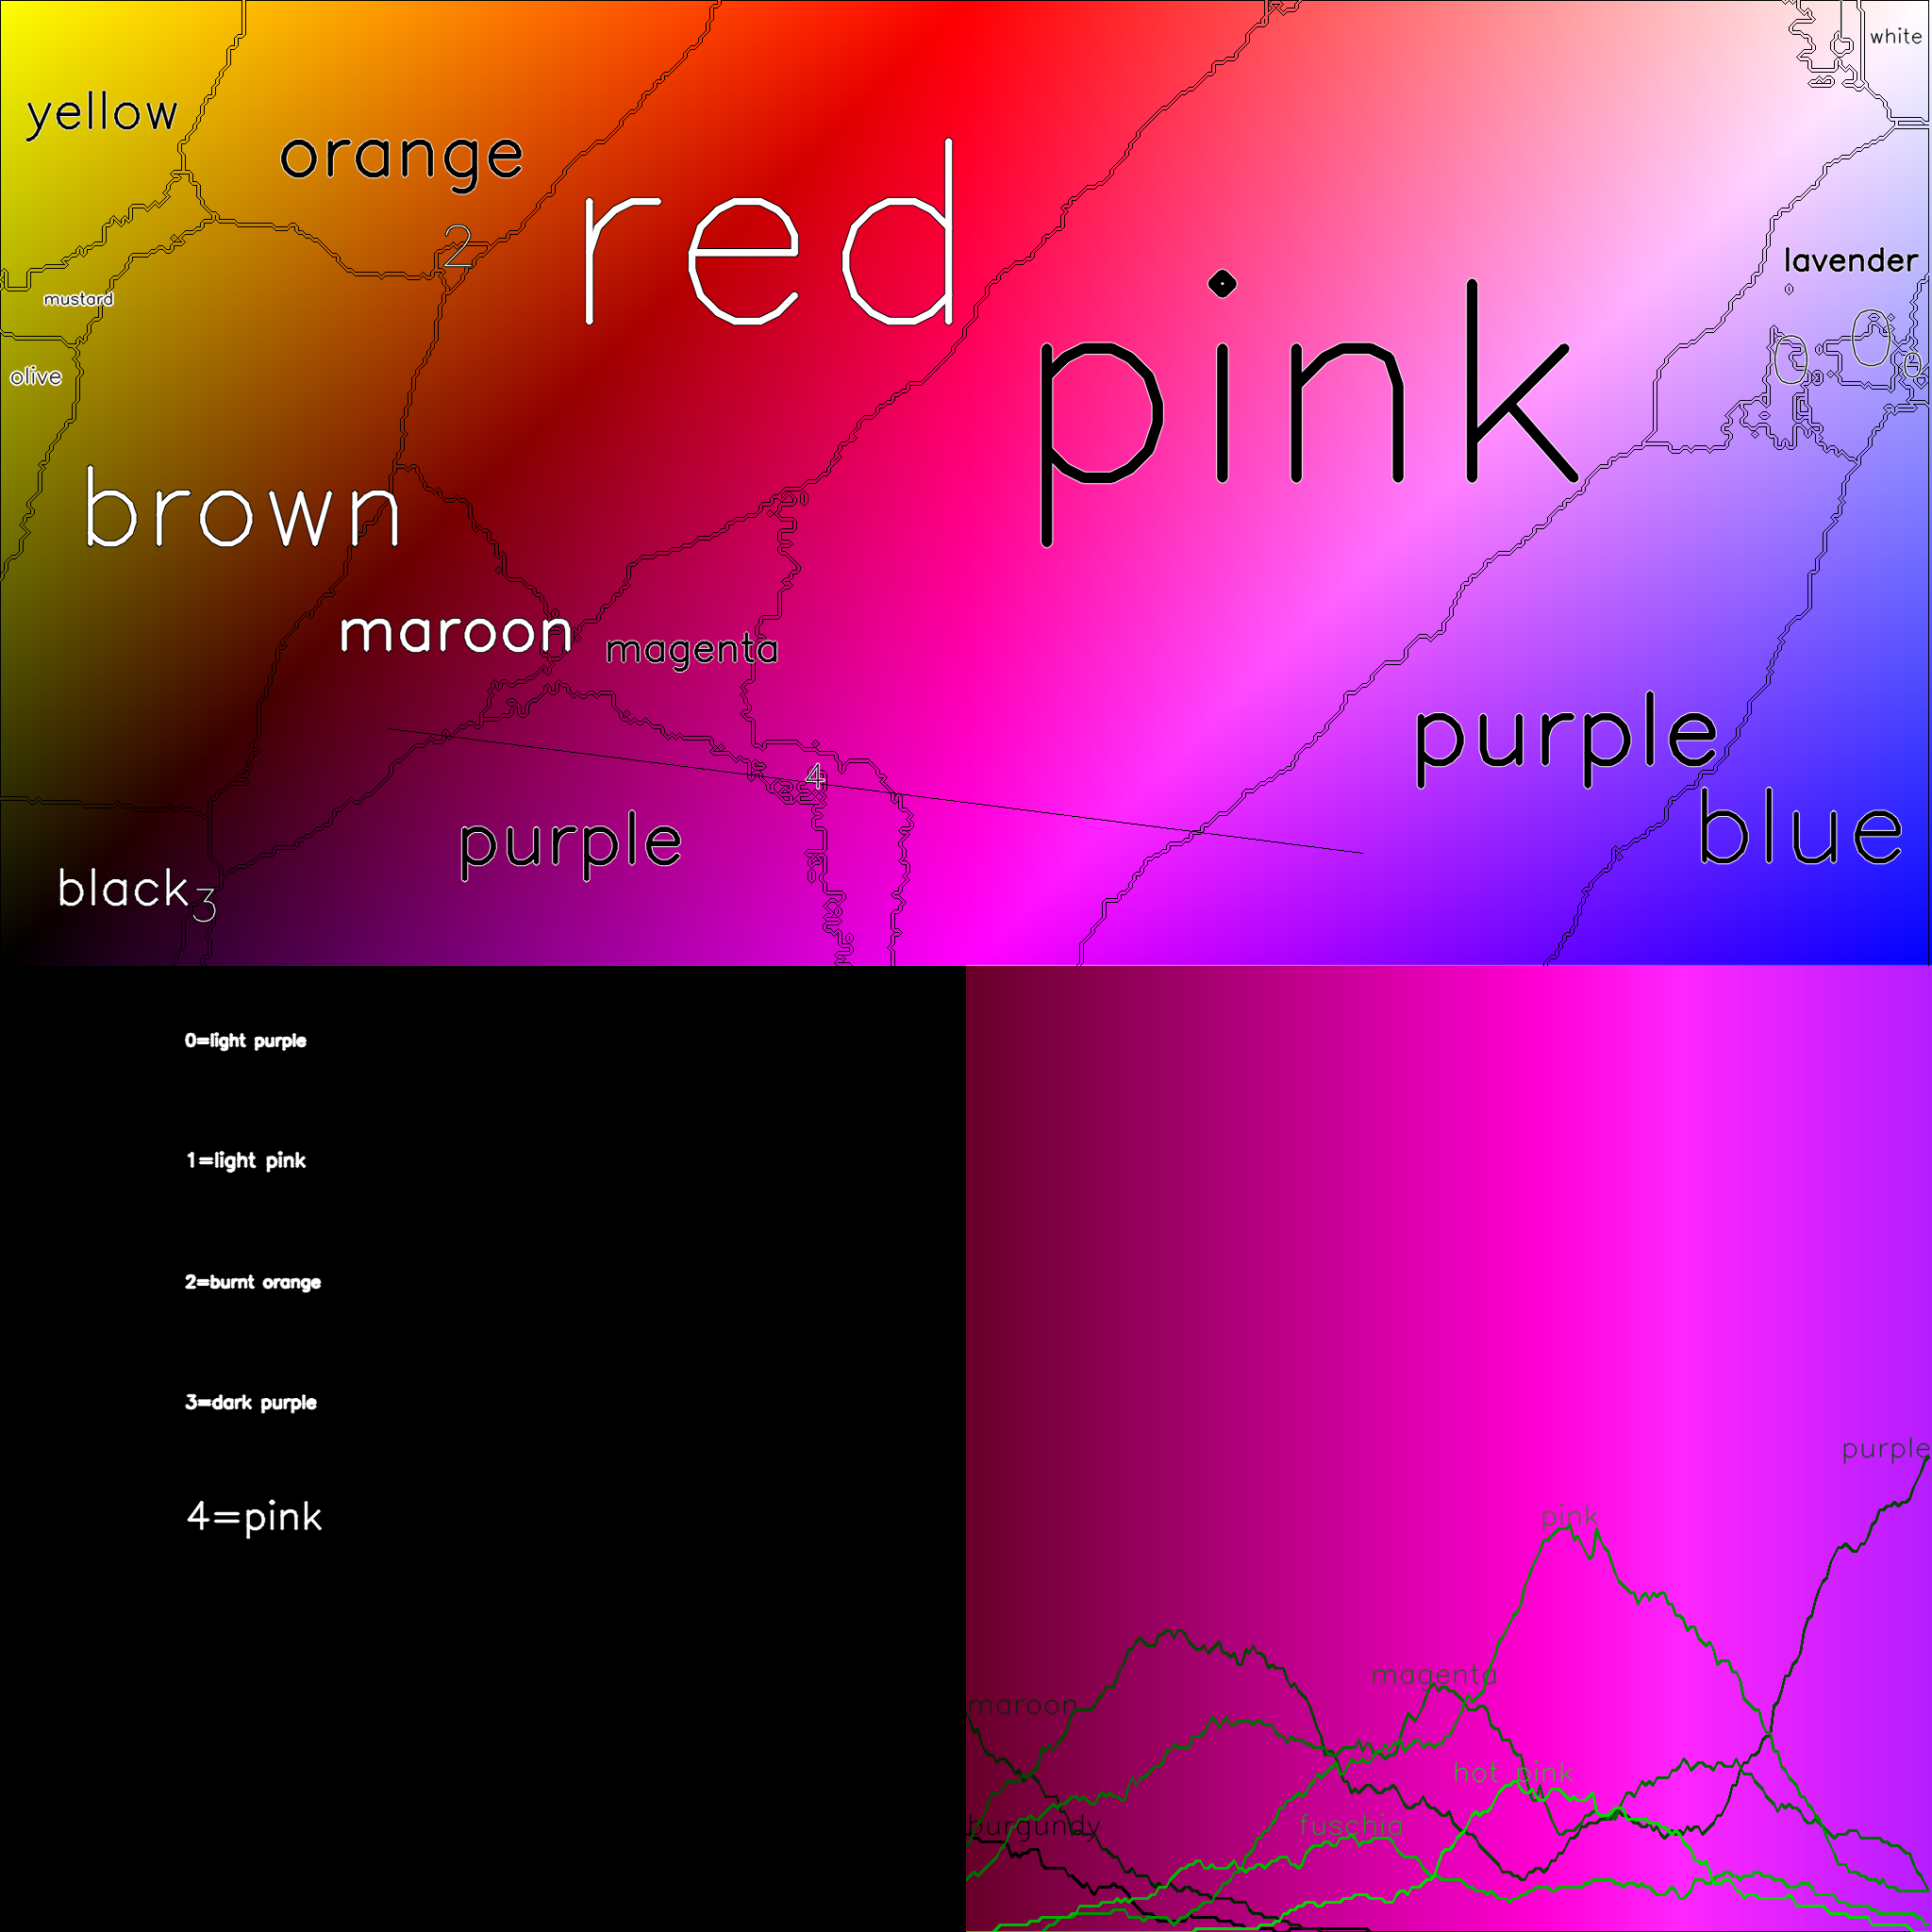 white
yellow
orange
red
2
lavender
mustard
pink
0
0
0
olive
brown
maroon
magenta
4
purple
purple
blue
black
3
0=light purple
1=light pink
2=burnt orange
3=dark purple
4=pink
purple
pink
magenta
maroon
hot pink
burgundy
fuschia